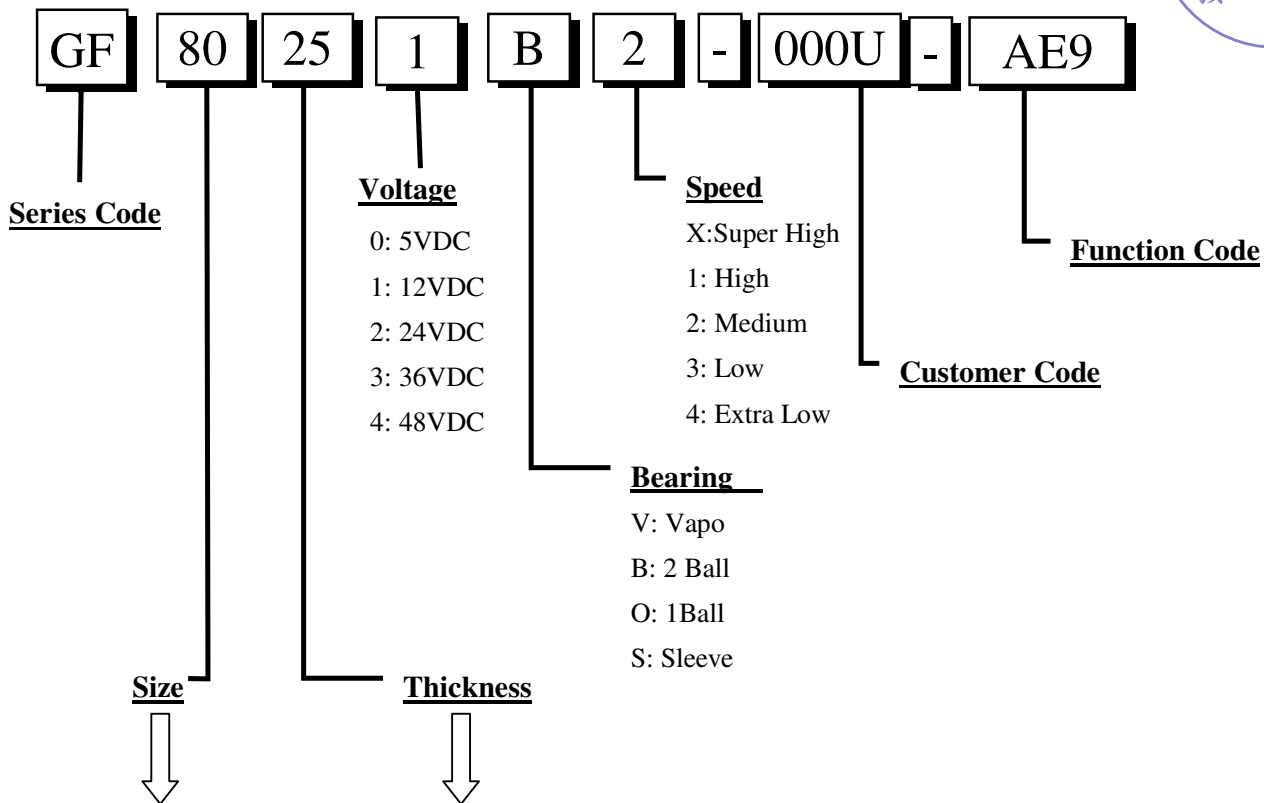 GF 80 25 1 B 2 - 000U - AE9
Series Code
Voltage
0: 5VDC
1: 12VDC
2: 24VDC
3: 36VDC
4: 48VDC
Speed
X:Super High
1: High
2: Medium
3: Low
4: Extra Low
Function Code
Customer Code
Bearing
V: Vapo
B: 2 Ball
O: 1Ball
S: Sleeve
Size
Thickness